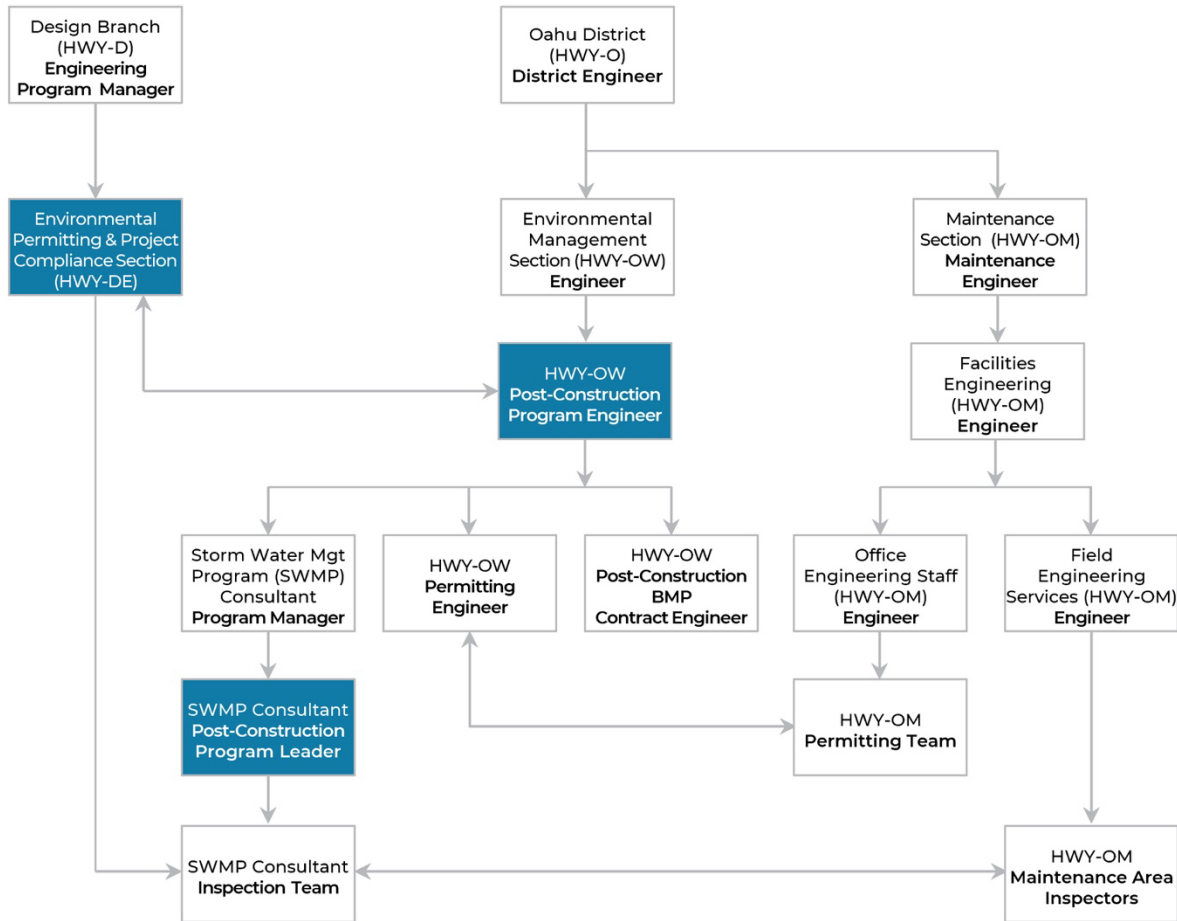 Design Branch
(HWY-D)
Engineering
Program Manager
Oahu District
(HWY-O)
District Engineer
Environmental
Permitting & Project
Compliance Section
(HWY-DE)
Environmental
Management
Section (HWY-OW)
Engineer
Maintenance
Section (HWY-OM)
Maintenance
Engineer
HWY-OW
Post-Construction
Program Engineer
Facilities
Engineering
(HWY-OM)
Engineer
Storm Water Mgt
Program (SWMP)
Consultant
Program Manager
HWY-OW
Permitting
Engineer
HWY-OW
Post-Construction
BMP
Contract Engineer
Office
Engineering Staff
(HWY-OM)
Engineer
Field
Engineering
Services (HWY-OM)
Engineer
SWMP Consultant
Post-Construction
Program Leader
HWY-OM
Permitting Team
SWMP Consultant
Inspection Team
HWY-OM
Maintenance Area
Inspectors